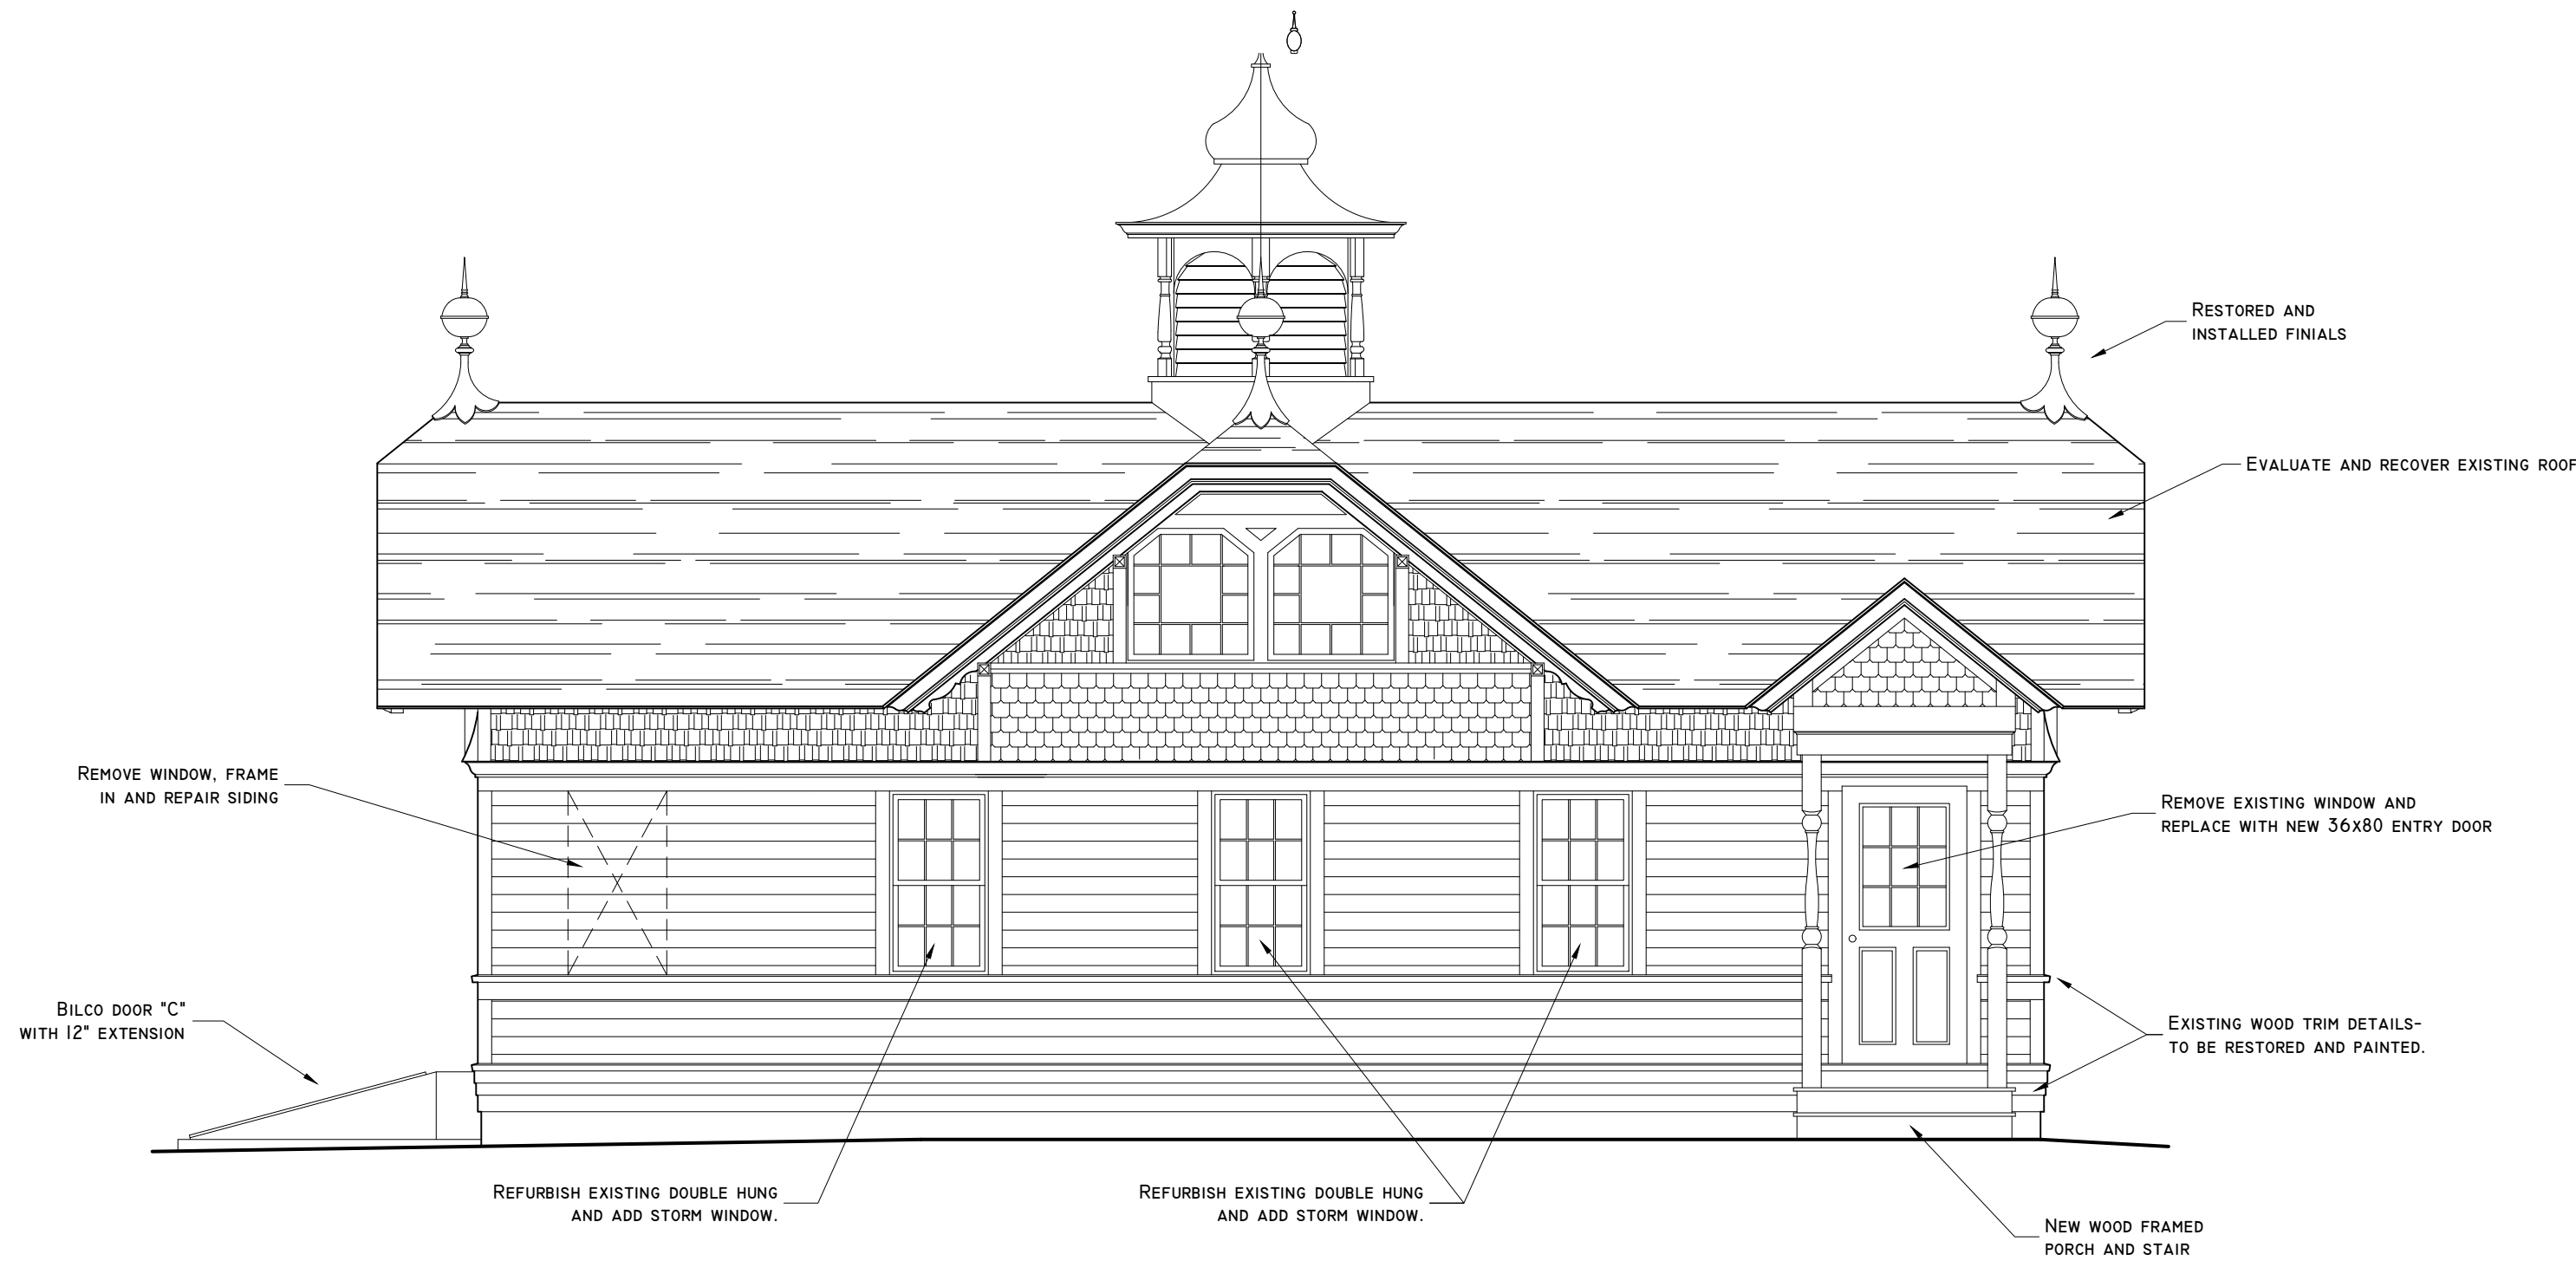 Restored and
installed finials
Evaluate and recover existing roof
Remove window, frame
in and repair siding
Remove existing window and
replace with new 36x80 entry door
Bilco door "C"
with 12" extension
Existing wood trim details-
to be restored and painted.
Refurbish existing double hung
and add storm window.
Refurbish existing double hung
and add storm window.
New wood framed
porch and stair